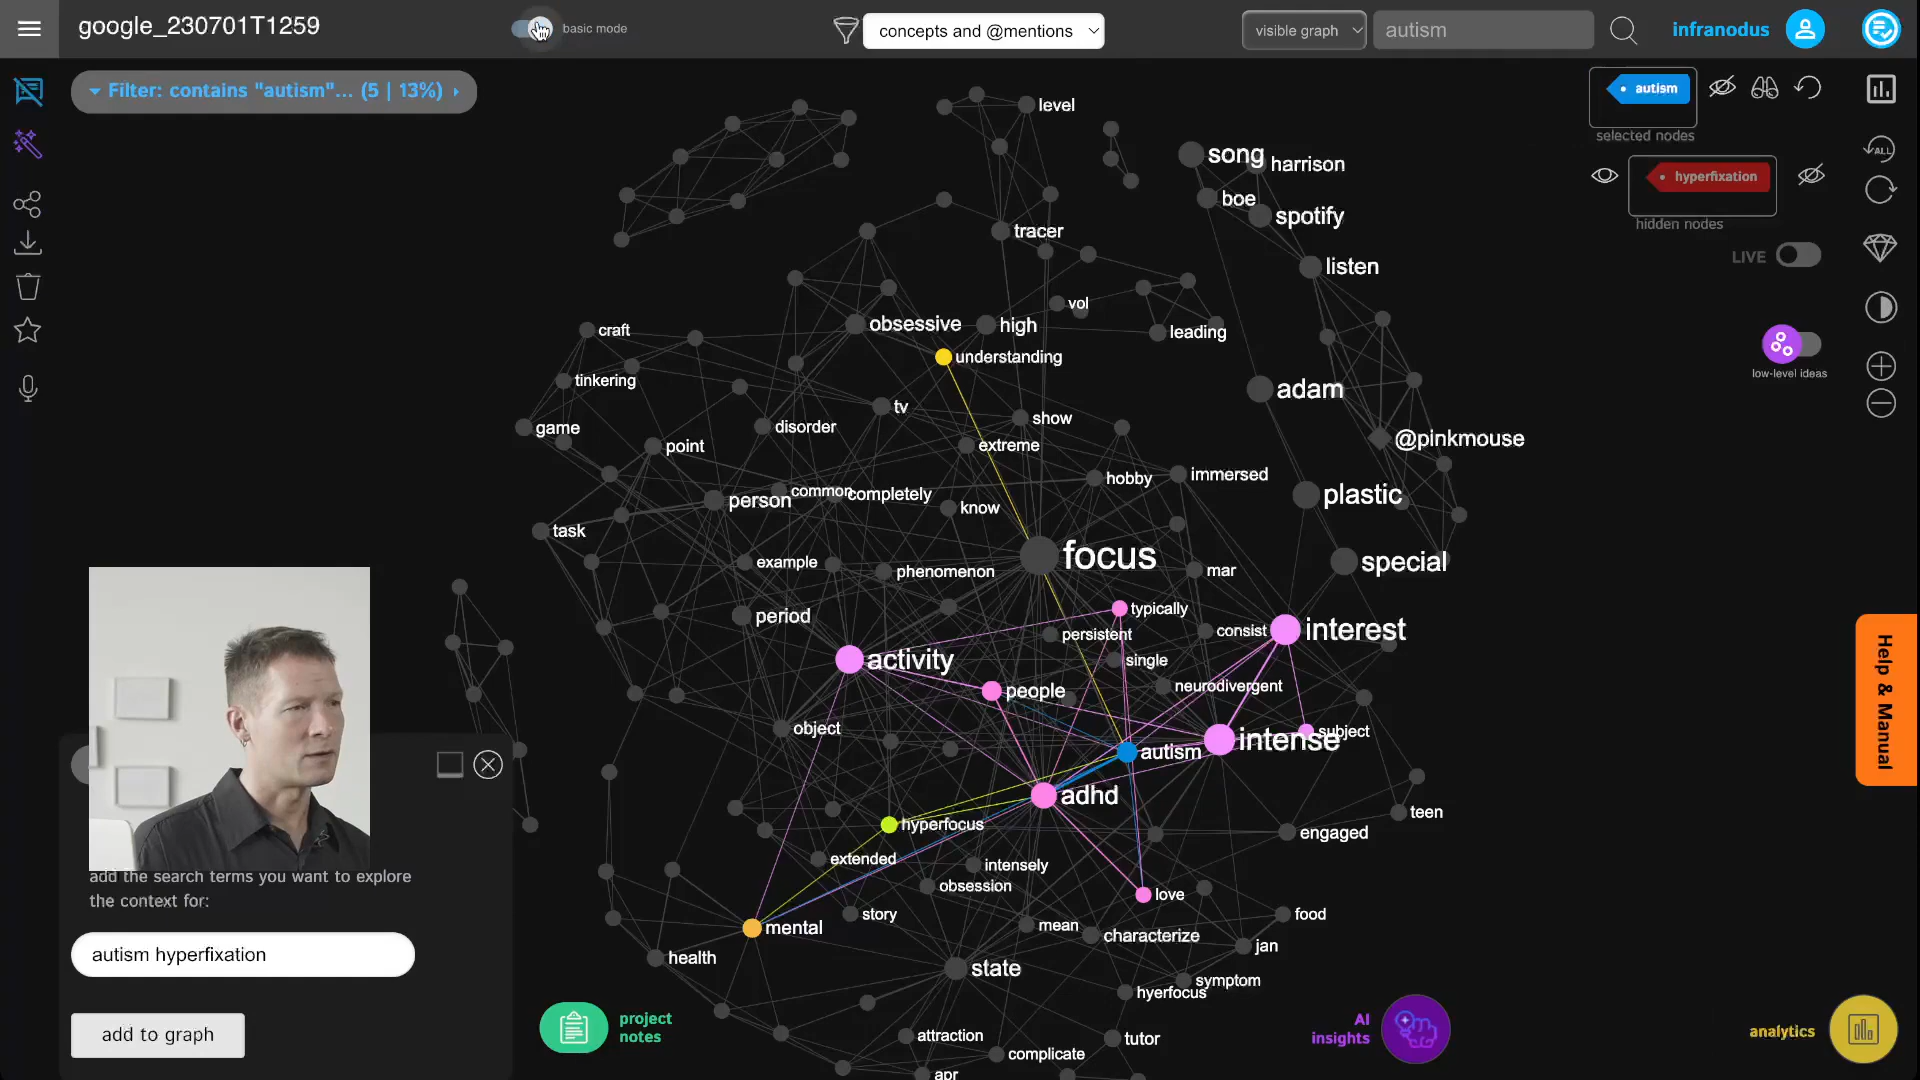 google_230701T1259
basic mode
concepts and @mentions
visible graph
autism
infranodus
Filter: contains "autism"... (5 | 13%)
autism
selected nodes
hyperfixation
hidden nodes
LIVE
ALL
low-level ideas
Help & Manual
level
song
harrison
boe
spotify
tracer
listen
vol
craft
obsessive
high
leading
understanding
tinkering
adam
tv
show
game
disorder
@pinkmouse
point
extreme
hobby
immersed
person
common
completely
plastic
know
task
focus
example
phenomenon
mar
special
typically
period
persistent
consist
interest
activity
single
people
neurodivergent
object
subject
intense
autism
adhd
teen
hyperfocus
engaged
extended
intensely
obsession
love
story
food
mental
mean
characterize
jan
health
state
symptom
hyerfocus
attraction
tutor
complicate
apr
add the search terms you want to explore
the context for:
autism hyperfixation
add to graph
project
notes
AI
insights
analytics